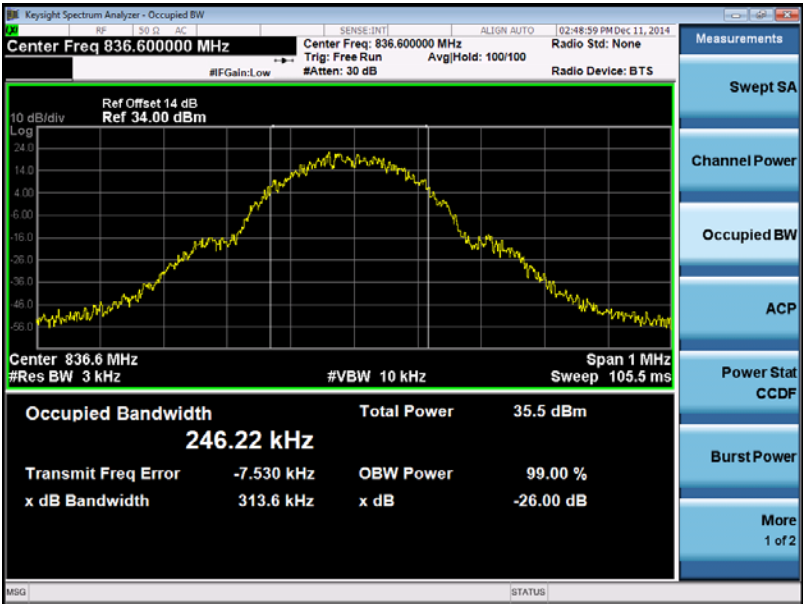 Keysight Spectrum Analyzer - Occupied BW
RF 50 Ω AC SENSE:INT ALIGN AUTO 02:48:59 PM Dec 11, 2014
Center Freq 836.600000 MHz
Center Freq: 836.600000 MHz
Radio Std: None
Trig: Free Run Avg|Hold: 100/100
#IFGain:Low #Atten: 30 dB
Radio Device: BTS
Ref Offset 14 dB
10 dB/div Ref 34.00 dBm
Log
24.0
14.0
4.00
-6.00
-16.0
-26.0
-36.0
-46.0
-56.0
Center 836.6 MHz Span 1 MHz
#Res BW 3 kHz #VBW 10 kHz Sweep 105.5 ms
Occupied Bandwidth Total Power 35.5 dBm
246.22 kHz
Transmit Freq Error -7.530 kHz OBW Power 99.00 %
x dB Bandwidth 313.6 kHz x dB -26.00 dB
MSG STATUS
Measurements
Swept SA
Channel Power
Occupied BW
ACP
Power Stat
CCDF
Burst Power
More
1 of 2